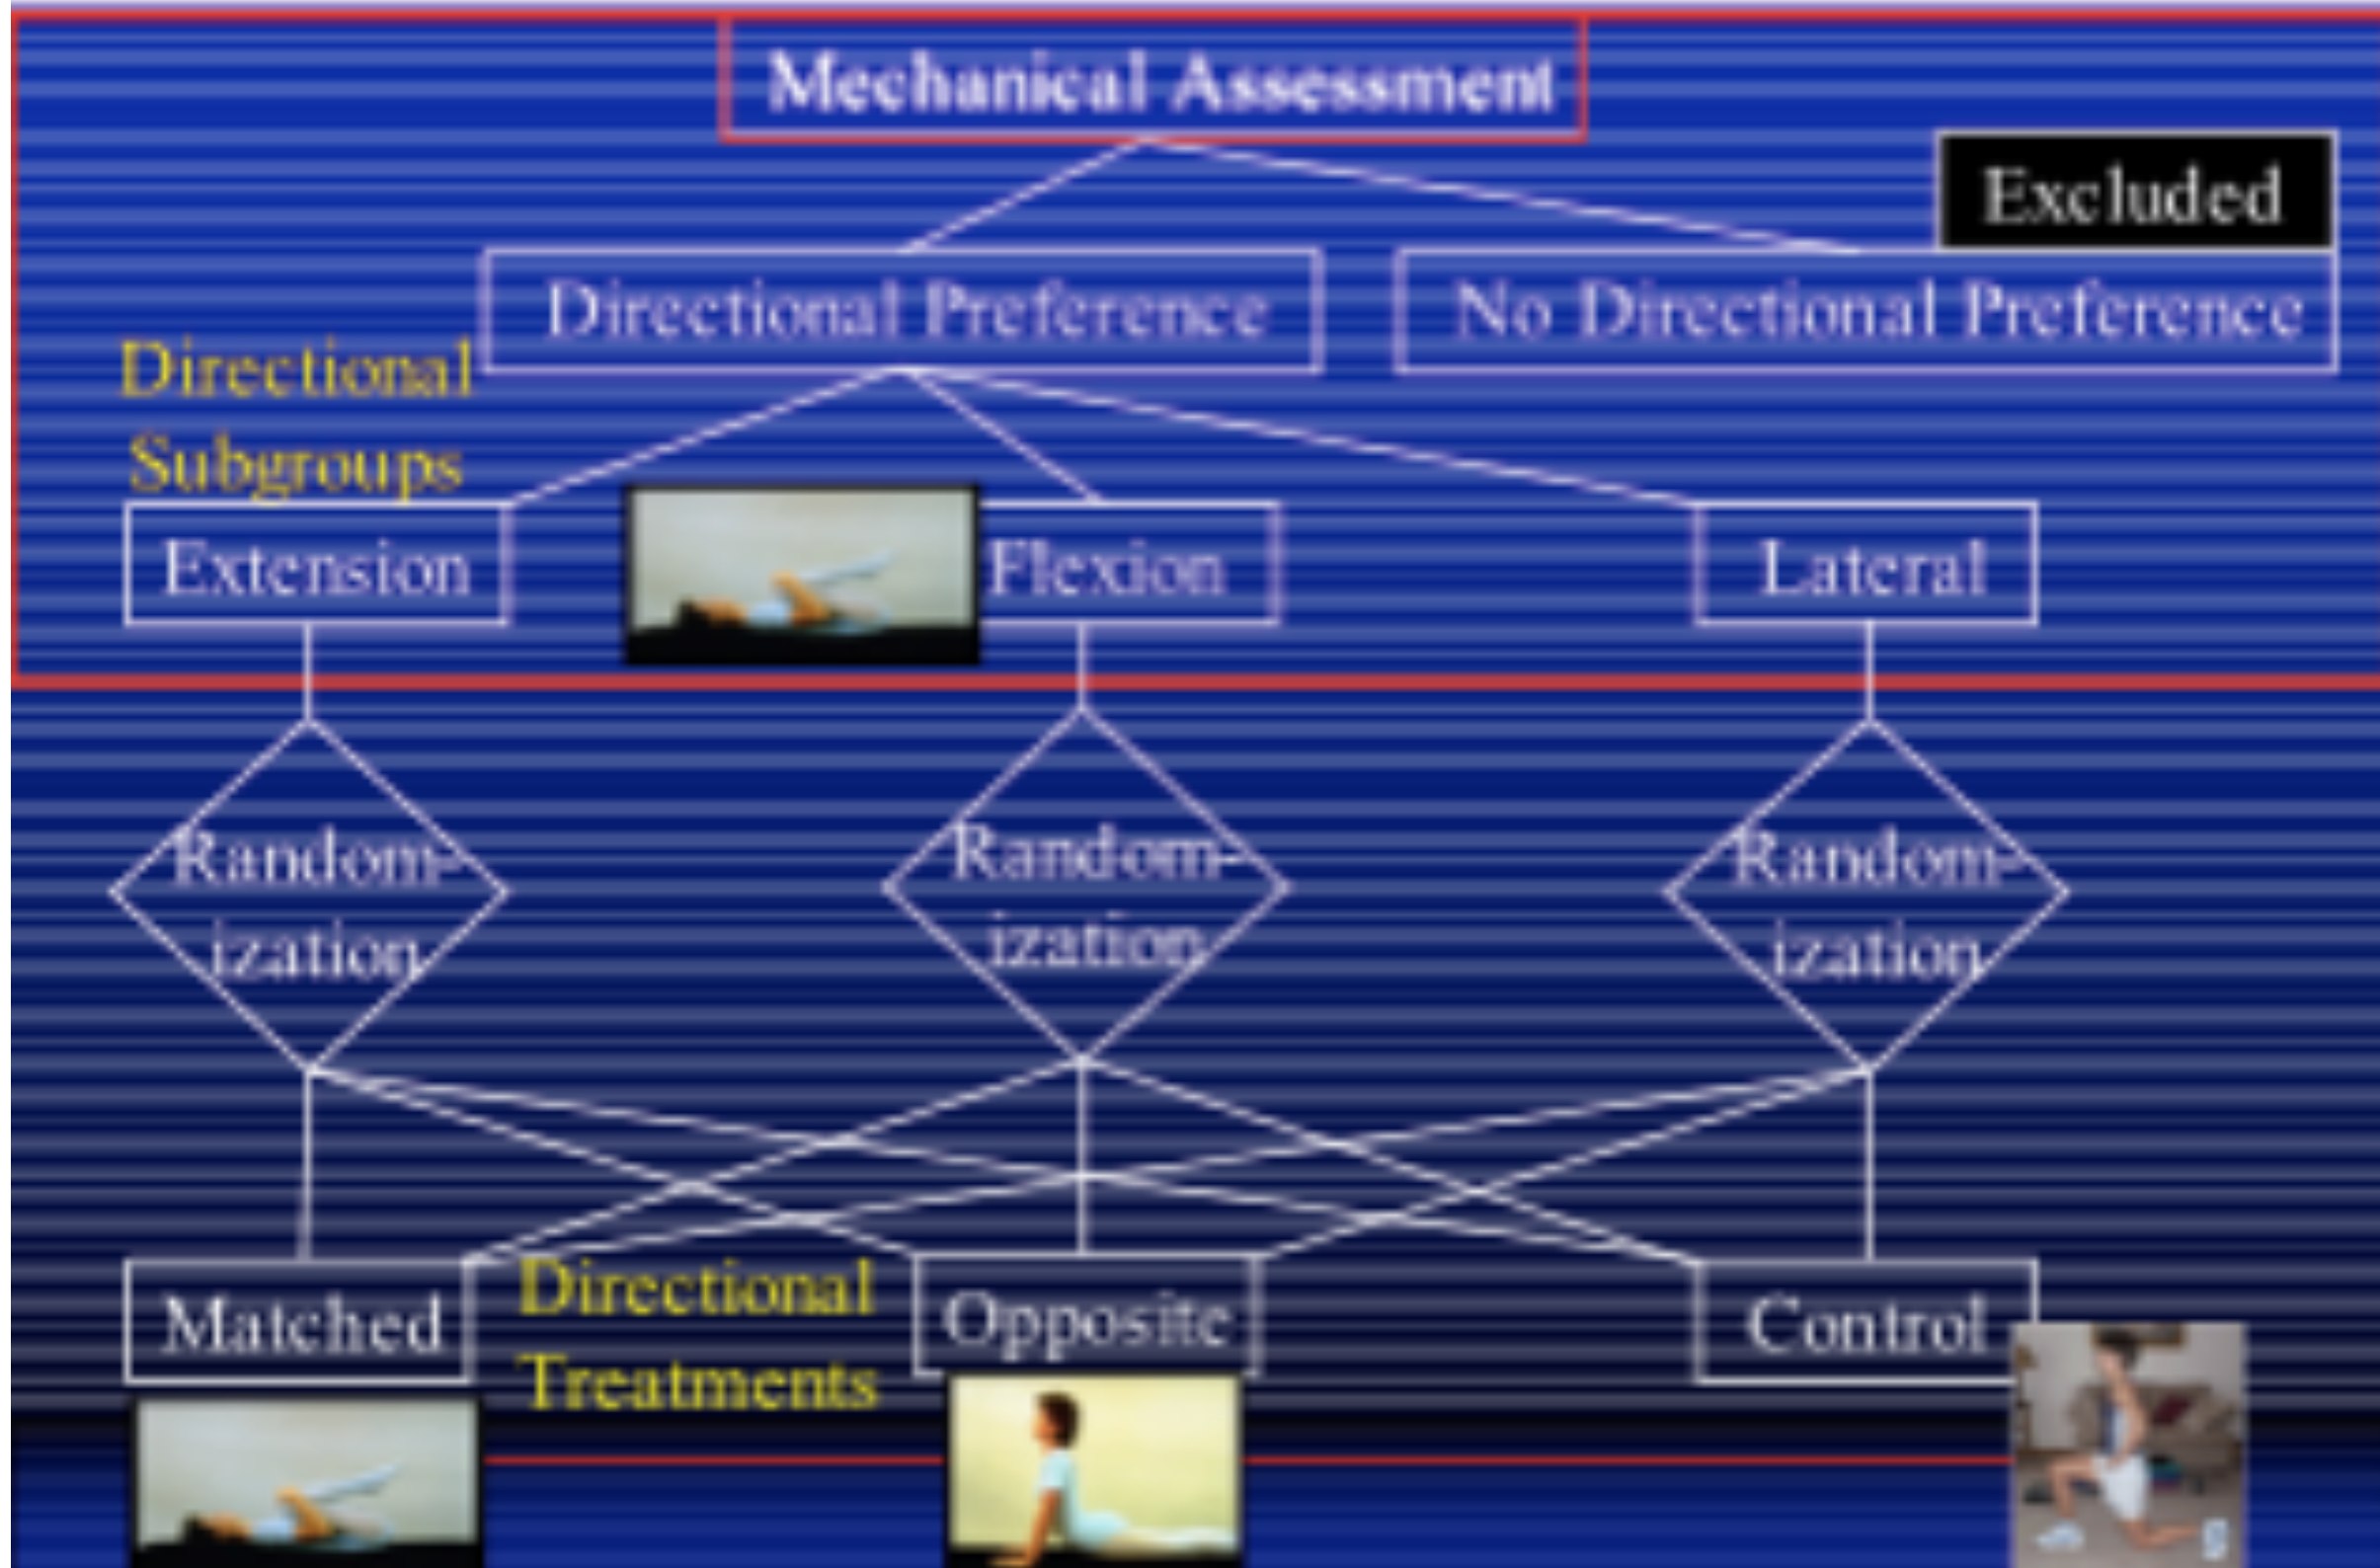 Mechanical Assessment
Excluded
Directional Preference
No Directional Preference
Directional
Subgroups
Extension
Flexion
Lateral
Random-
ization
Random-
ization
Random-
ization
Matched
Directional
Treatments
Opposite
Control